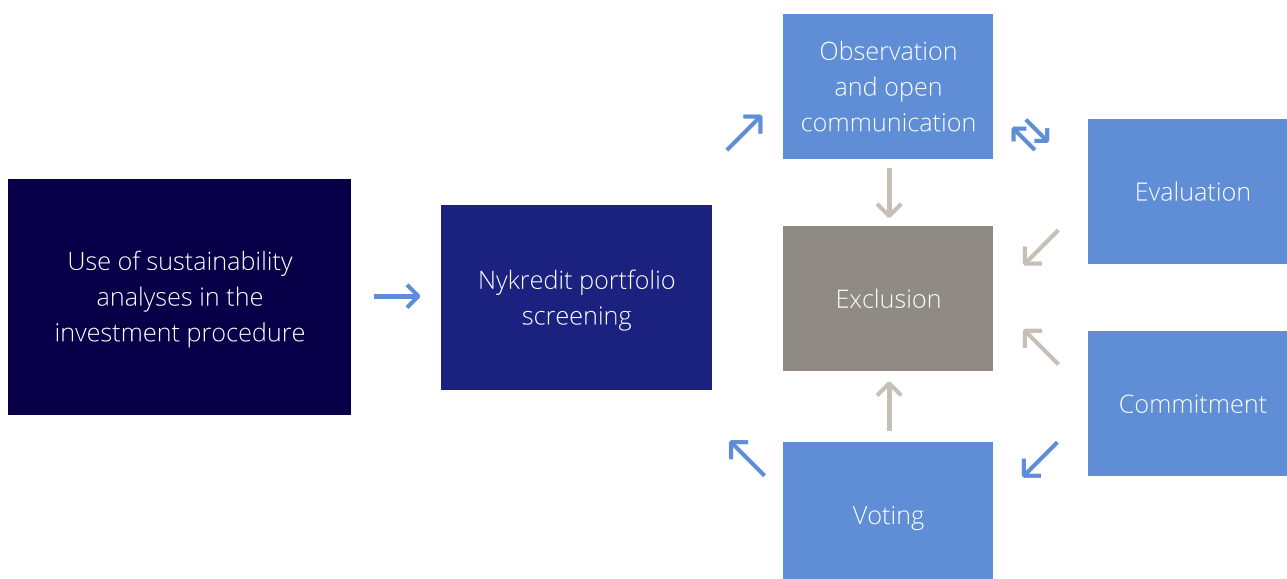 Use of sustainability
analyses in the
investment procedure
Nykredit portfolio
screening
Observation
and open
communication
Evaluation
Exclusion
Commitment
Voting